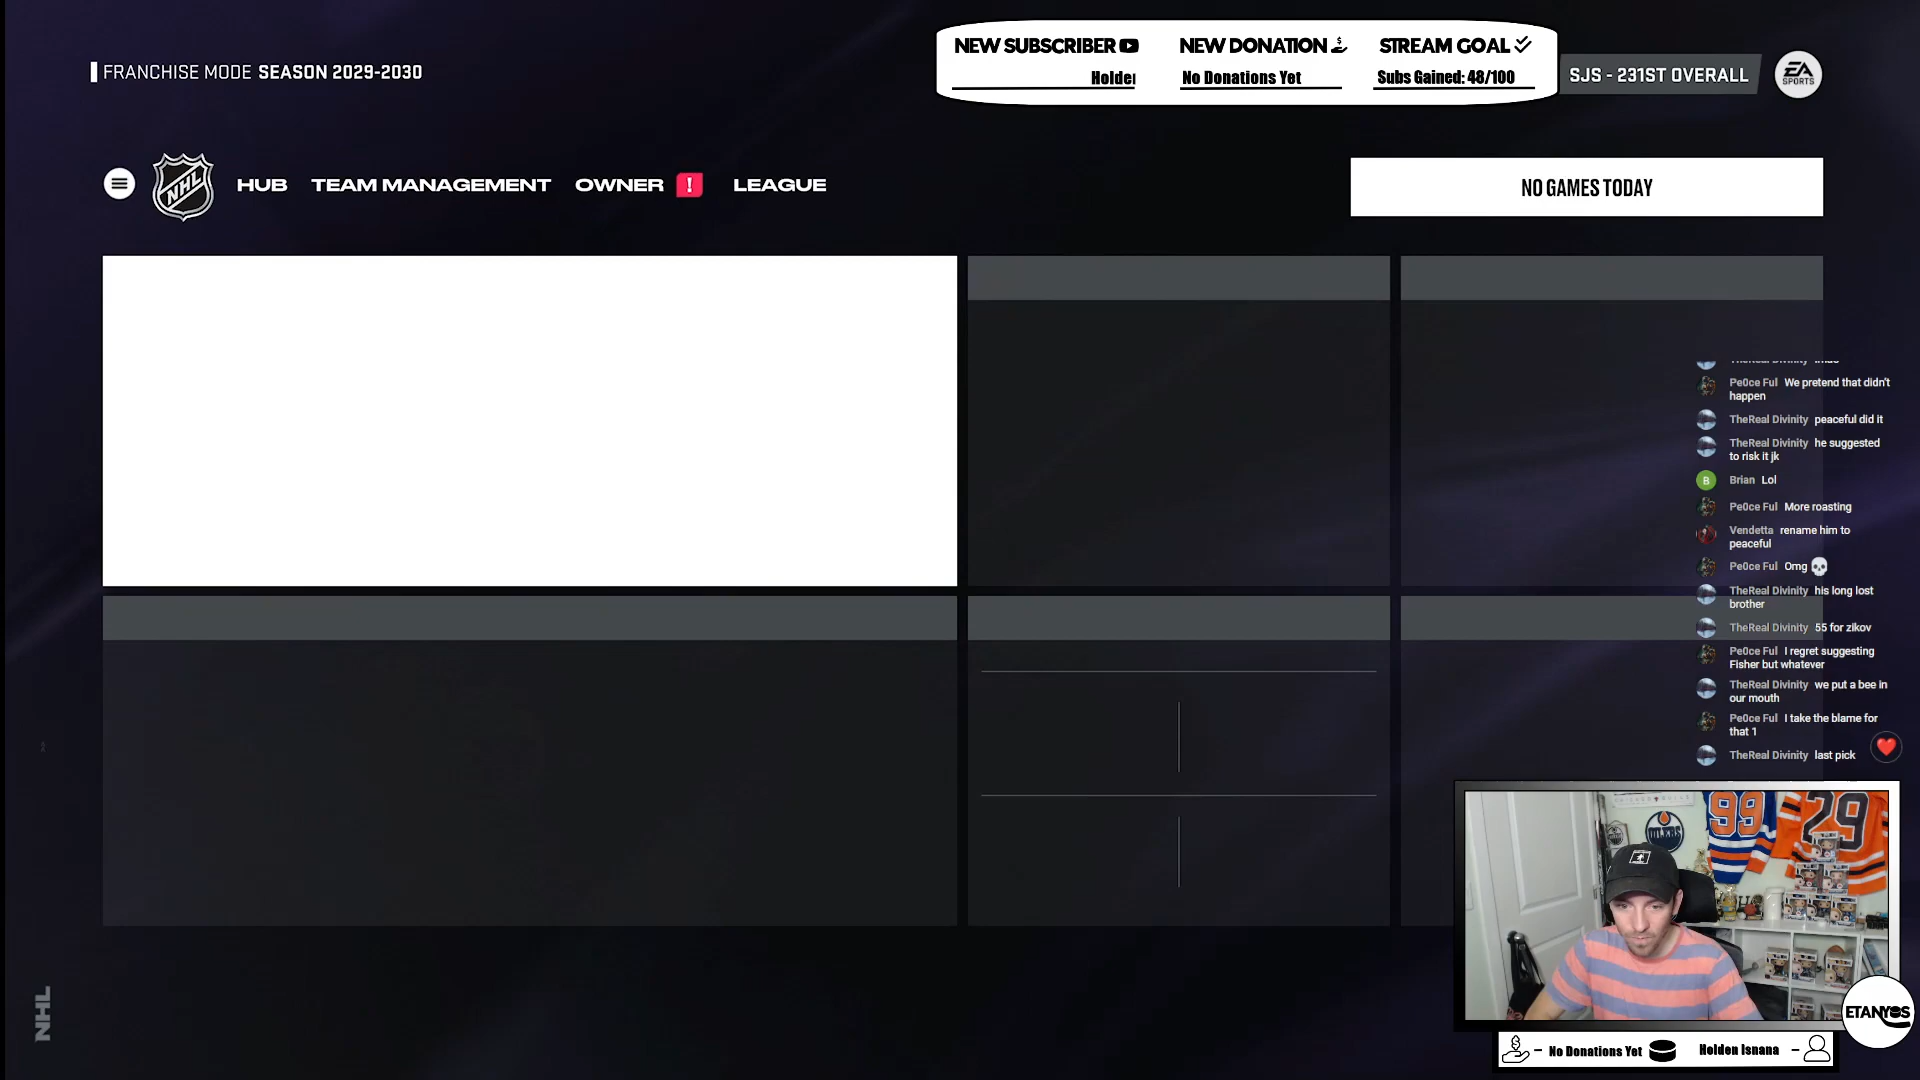 FRANCHISE MODE SEASON 2029-2030
NEW SUBSCRIBER
NEW DONATION
STREAM GOAL
Holde
No Donations Yet
Subs Gained: 48/100
SJS - 231ST OVERALL
EA SPORTS
NHL
HUB
TEAM MANAGEMENT
OWNER !
LEAGUE
NO GAMES TODAY
Pe0ce Ful We pretend that didn't
happen
TheReal Divinity peaceful did it
TheReal Divinity he suggested
to risk it jk
B Brian Lol
Pe0ce Ful More roasting
Vendetta rename him to
peaceful
Pe0ce Ful Omg 💀
TheReal Divinity his long lost
brother
TheReal Divinity 55 for zikov
Pe0ce Ful I regret suggesting
Fisher but whatever
TheReal Divinity we put a bee in
our mouth
Pe0ce Ful I take the blame for
that 1
TheReal Divinity last pick
99
29
OILERS
ETANYOS
NHL
No Donations Yet
Holden Isnana